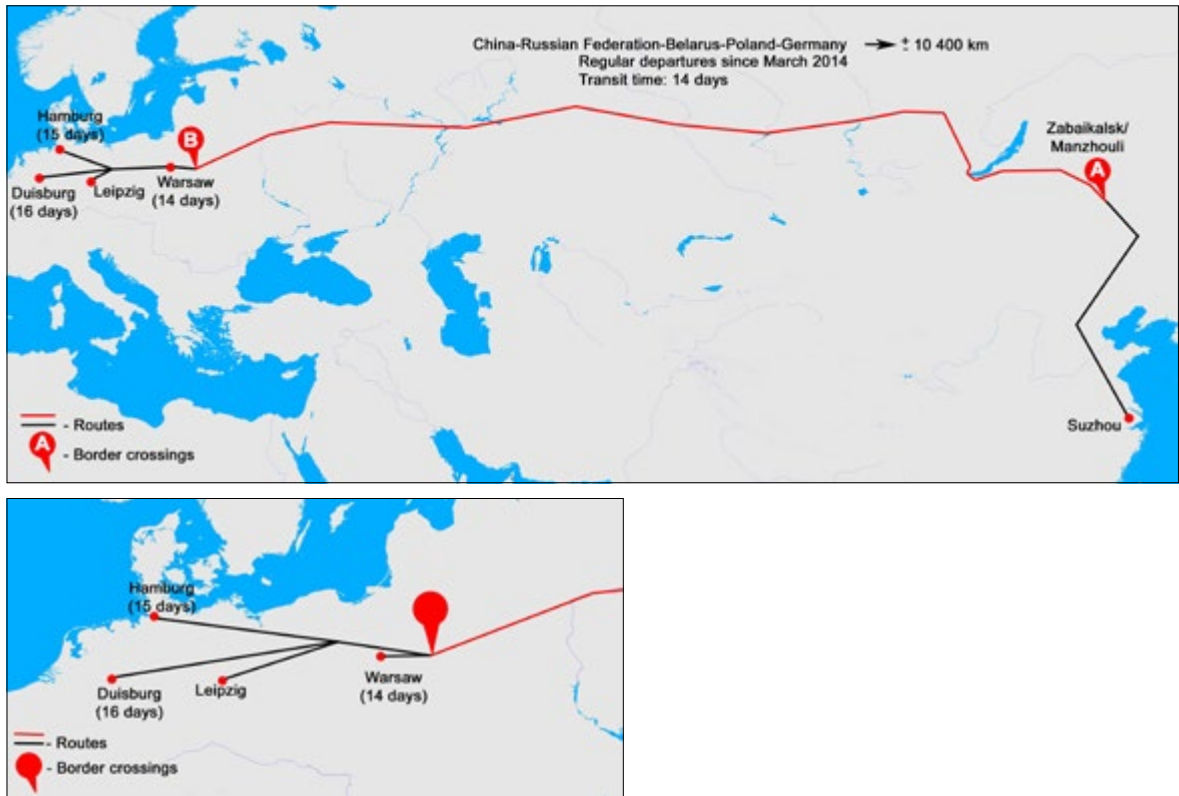 China-Russian Federation-Belarus-Poland-Germany → ± 10 400 km
Regular departures since March 2014
Transit time: 14 days
Hamburg
(15 days)
B
Zabaikalsk/
Manzhouli
A
Duisburg
(16 days)
Leipzig
Warsaw
(14 days)
- Routes
A
- Border crossings
Suzhou
Hamburg
(15 days)
Duisburg
(16 days)
Leipzig
Warsaw
(14 days)
- Routes
- Border crossings